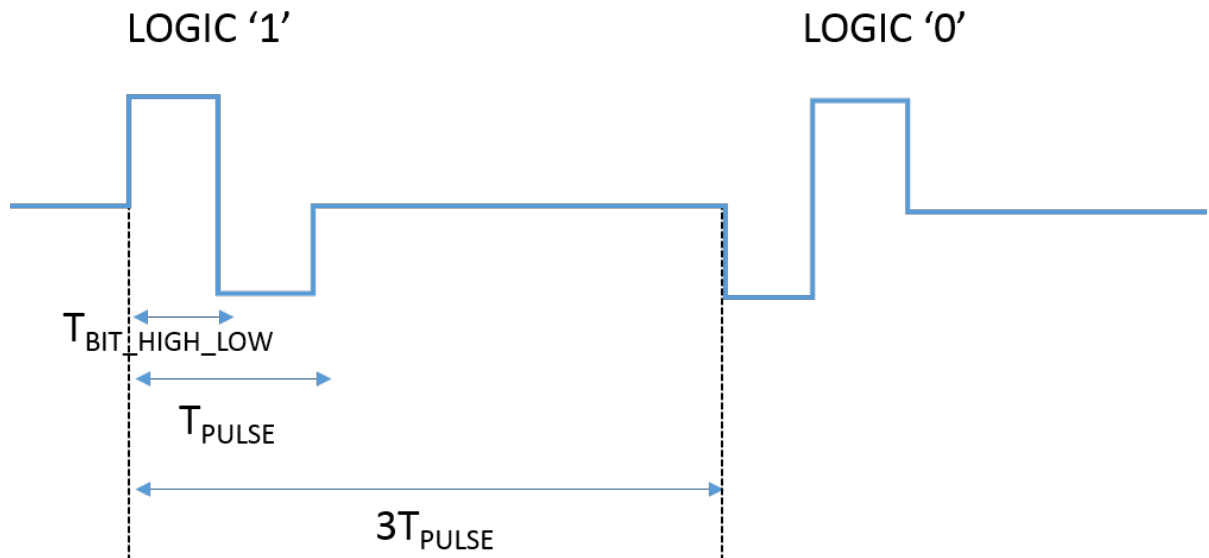 LOGIC ‘1’
LOGIC ‘0’
TBIT_HIGH_LOW
TPULSE
3TPULSE